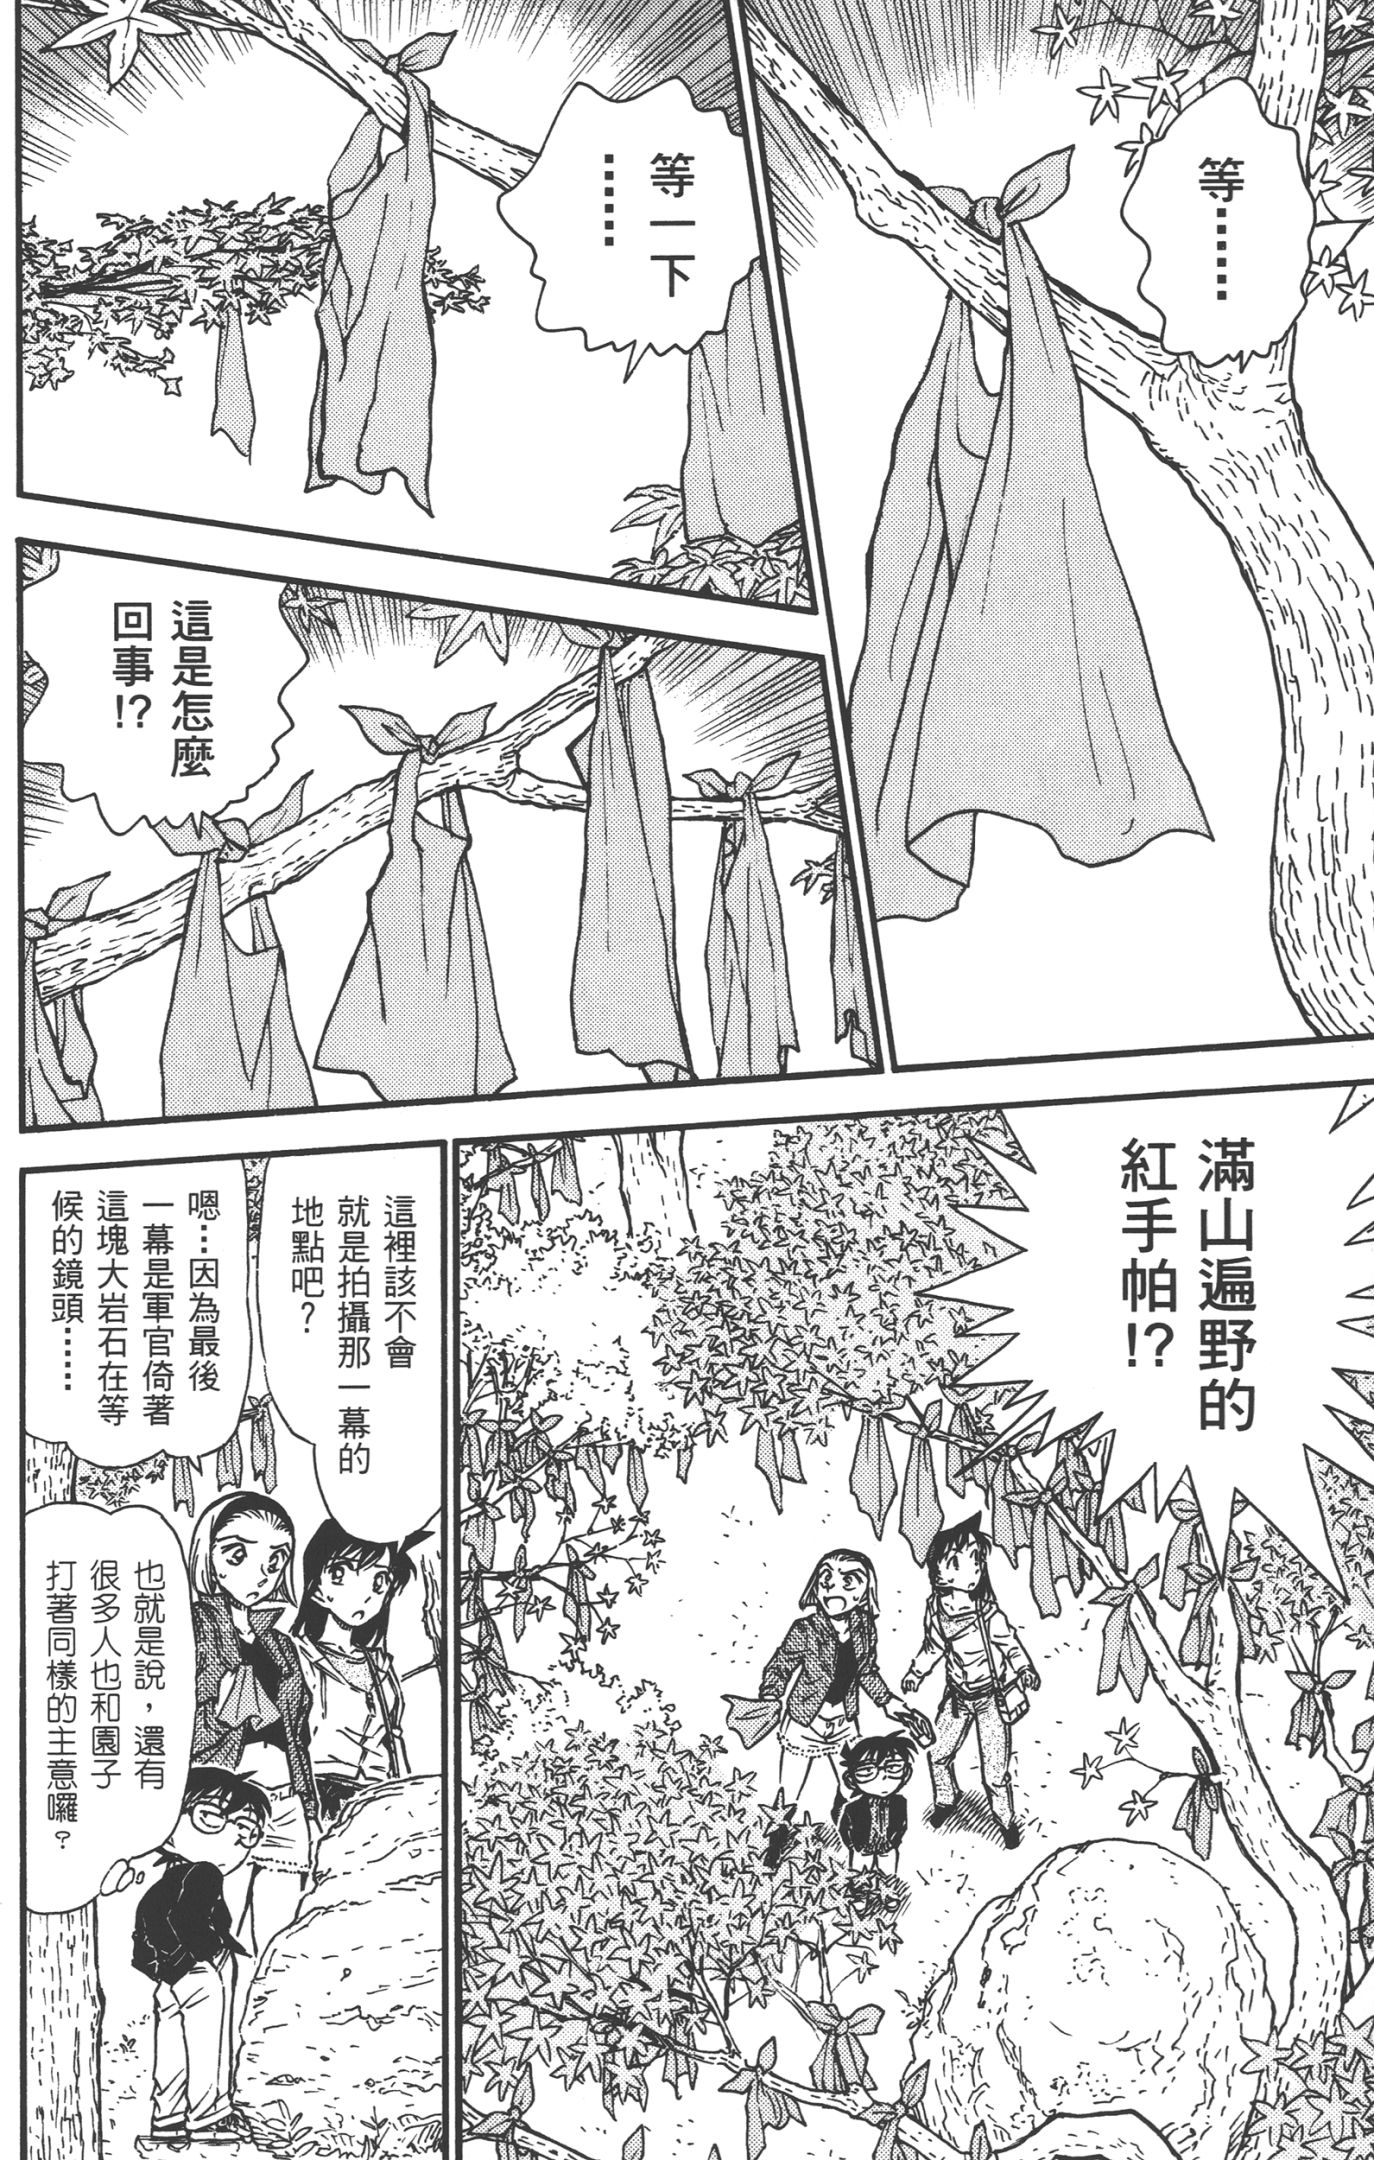 等……
等一下
……
這是怎麼
回事!?
滿山遍野的
紅手帕!?
這裡該不會
就是拍攝那一幕的
地點吧？
嗯…因為最後
一幕是軍官倚著
這塊大岩石在等
候的鏡頭……
也就是說，還有
很多人也和園子
打著同樣的主意囉？